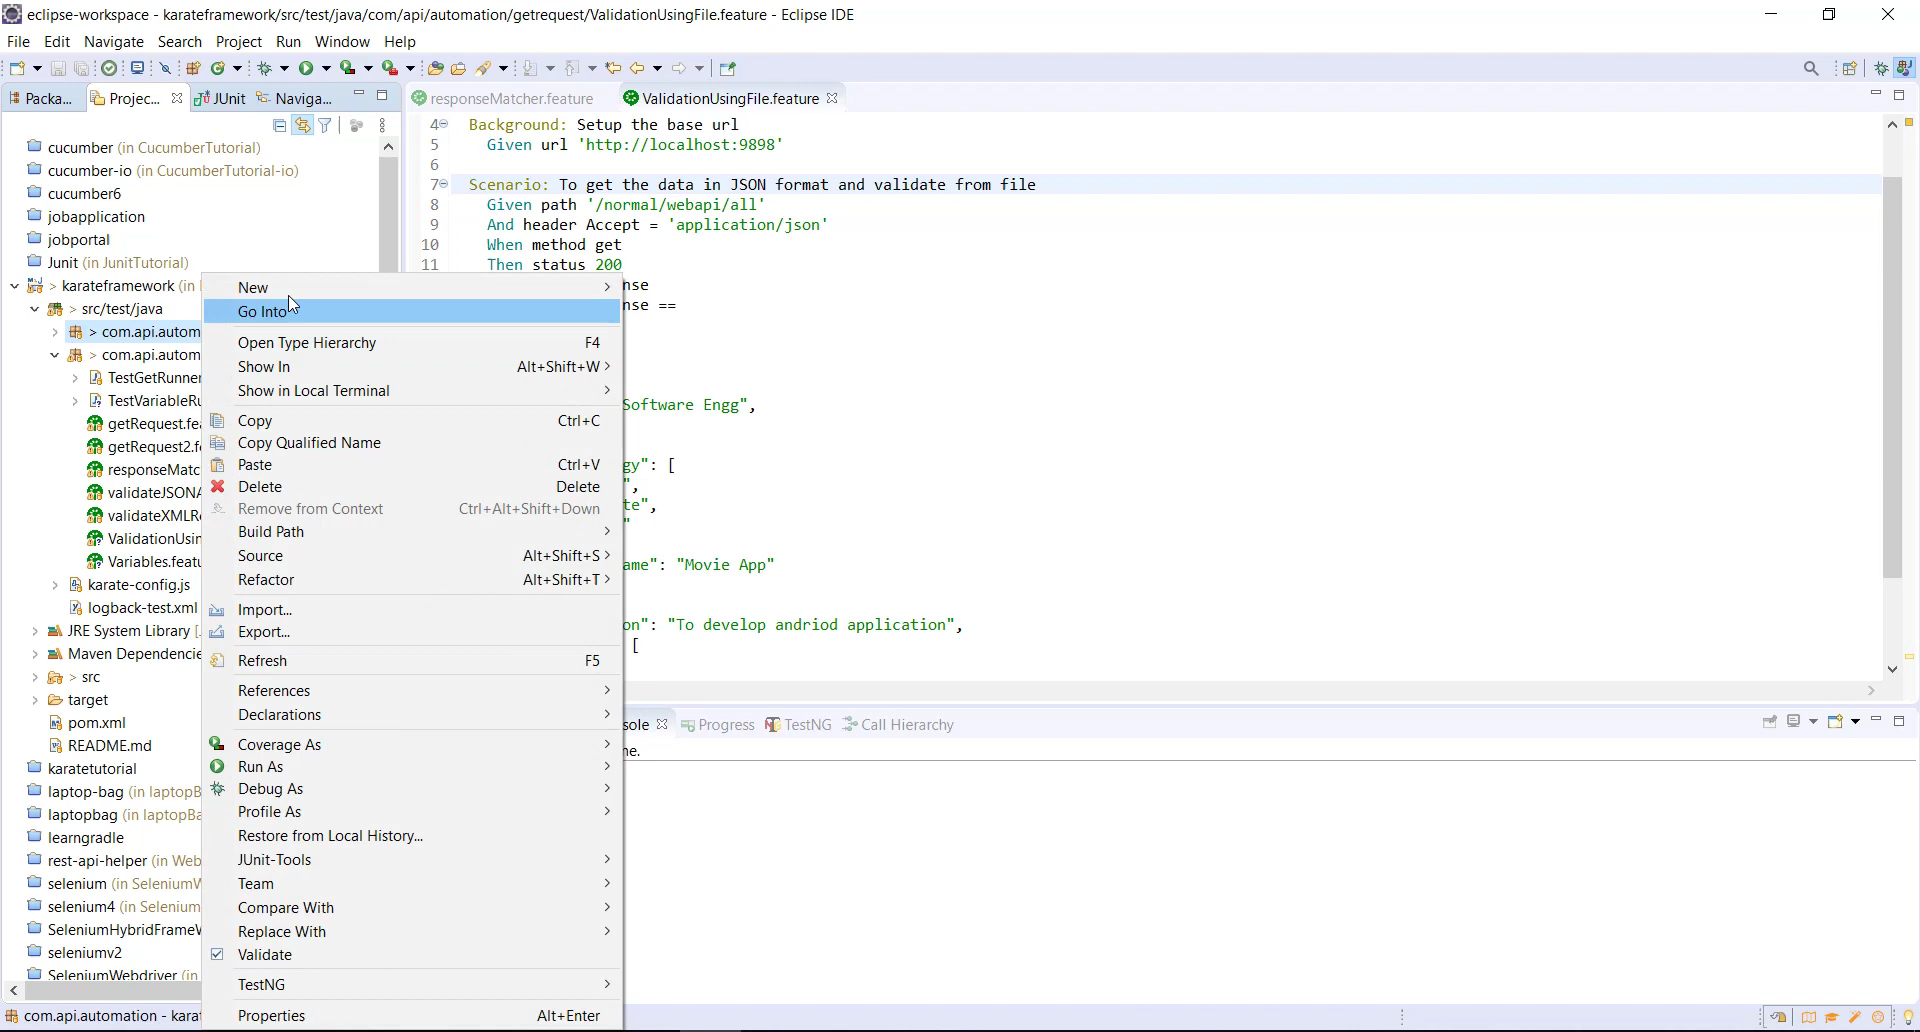 eclipse-workspace - karateframework/src/test/java/com/api/automation/getrequest/ValidationUsingFile.feature - Eclipse IDE
File Edit Navigate Search Project Run Window Help
Packa... Projec... JUnit Naviga...
responseMatcher.feature ValidationUsingFile.feature
cucumber (in CucumberTutorial)
cucumber-io (in CucumberTutorial-io)
cucumber6
jobapplication
jobportal
Junit (in JunitTutorial)
> karateframework (in
> src/test/java
> com.api.autom
> com.api.autom
TestGetRunne
TestVariableR
getRequest.fe
getRequest2.f
responseMatc
validateJSON
validateXMLR
ValidationUsin
Variables.featu
karate-config.js
logback-test.xml
JRE System Library [
Maven Dependencie
> src
target
pom.xml
README.md
karatetutorial
laptop-bag (in laptopB
laptopbag (in laptopBa
learngradle
rest-api-helper (in Web
selenium (in Selenium
selenium4 (in Selenium
SeleniumHybridFrame
seleniumv2
SeleniumWebdriver (in
com.api.automation - karat
4 Background: Setup the base url
5 Given url 'http://localhost:9898'
6
7 Scenario: To get the data in JSON format and validate from file
8 Given path '/normal/webapi/all'
9 And header Accept = 'application/json'
10 When method get
11 Then status 200
nse
nse ==
Software Engg",
gy": [
",
te",
"
ame": "Movie App"
on": "To develop andriod application",
[
New
Go Into
Open Type Hierarchy F4
Show In Alt+Shift+W
Show in Local Terminal
Copy Ctrl+C
Copy Qualified Name
Paste Ctrl+V
Delete Delete
Remove from Context Ctrl+Alt+Shift+Down
Build Path
Source Alt+Shift+S
Refactor Alt+Shift+T
Import...
Export...
Refresh F5
References
Declarations
Coverage As
Run As
Debug As
Profile As
Restore from Local History...
JUnit-Tools
Team
Compare With
Replace With
Validate
TestNG
Properties Alt+Enter
sole Progress TestNG Call Hierarchy
me.